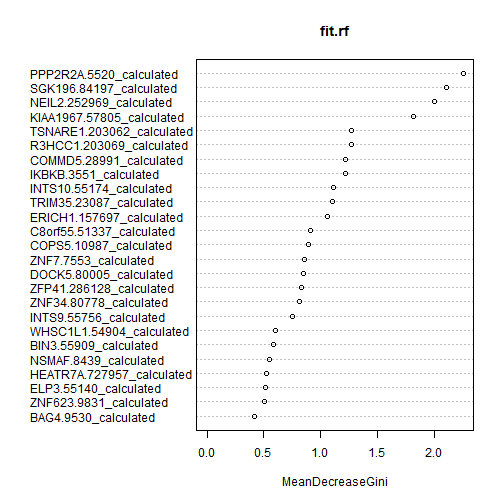 fit.rf
PPP2R2A.5520_calculated
SGK196.84197_calculated
NEIL2.252969_calculated
KIAA1967.57805_calculated
TSNARE1.203062_calculated
R3HCC1.203069_calculated
COMMD5.28991_calculated
IKBKB.3551_calculated
INTS10.55174_calculated
TRIM35.23087_calculated
ERICH1.157697_calculated
C8orf55.51337_calculated
COPS5.10987_calculated
ZNF7.7553_calculated
DOCK5.80005_calculated
ZFP41.286128_calculated
ZNF34.80778_calculated
INTS9.55756_calculated
WHSC1L1.54904_calculated
BIN3.55909_calculated
NSMAF.8439_calculated
HEATR7A.727957_calculated
ELP3.55140_calculated
ZNF623.9831_calculated
BAG4.9530_calculated
0.0 0.5 1.0 1.5 2.0
MeanDecreaseGini